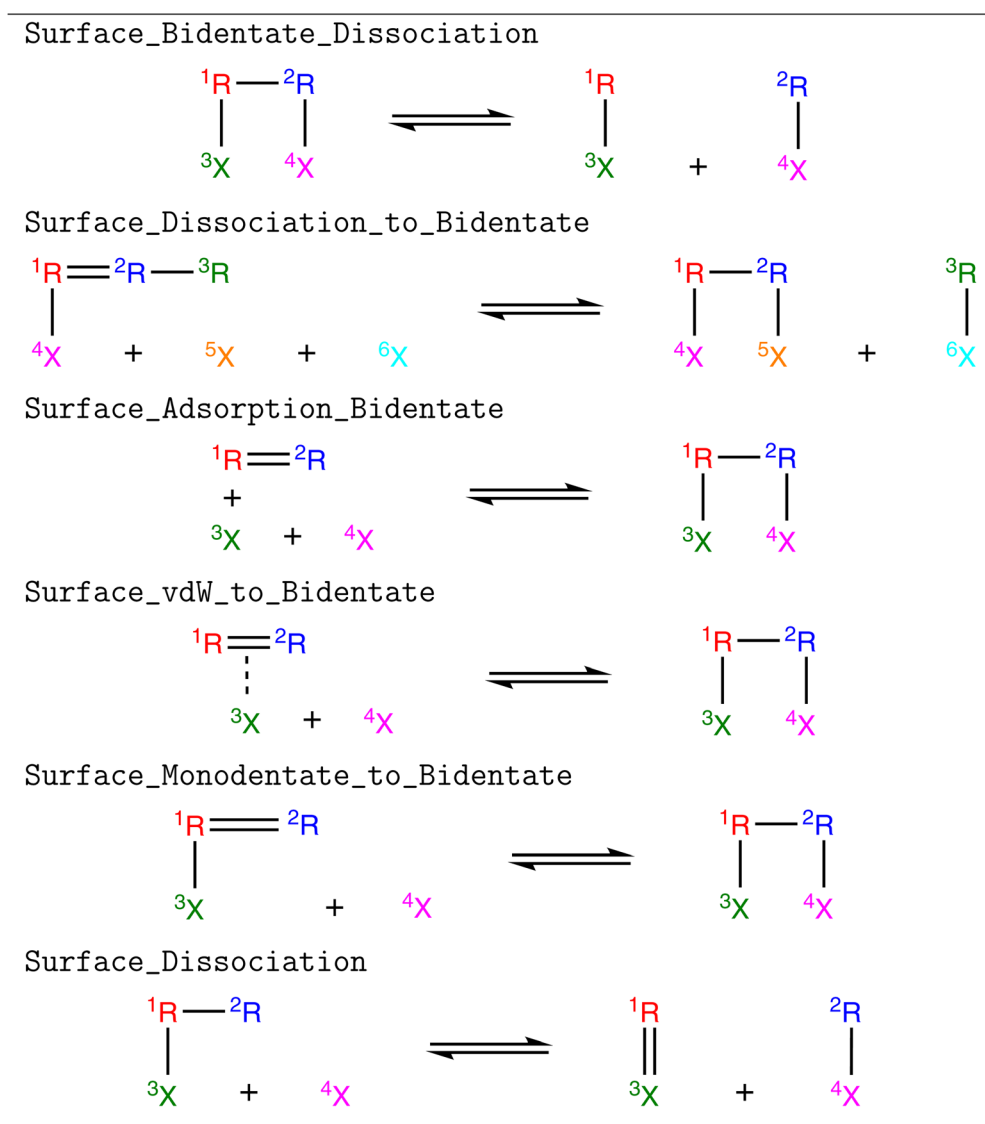 Surface_Bidentate_Dissociation
¹R ²R ¹R ²R
³X ⁴X ³X + ⁴X
Surface_Dissociation_to_Bidentate
¹R ²R ³R ¹R ²R ³R
⁴X + ⁵X + ⁶X ⁴X ⁵X + ⁶X
Surface_Adsorption_Bidentate
¹R ²R ¹R ²R
+
³X + ⁴X ³X ⁴X
Surface_vdW_to_Bidentate
¹R ²R ¹R ²R
³X + ⁴X ³X ⁴X
Surface_Monodentate_to_Bidentate
¹R ²R ¹R ²R
³X + ⁴X ³X ⁴X
Surface_Dissociation
¹R ²R ¹R ²R
³X + ⁴X ³X + ⁴X